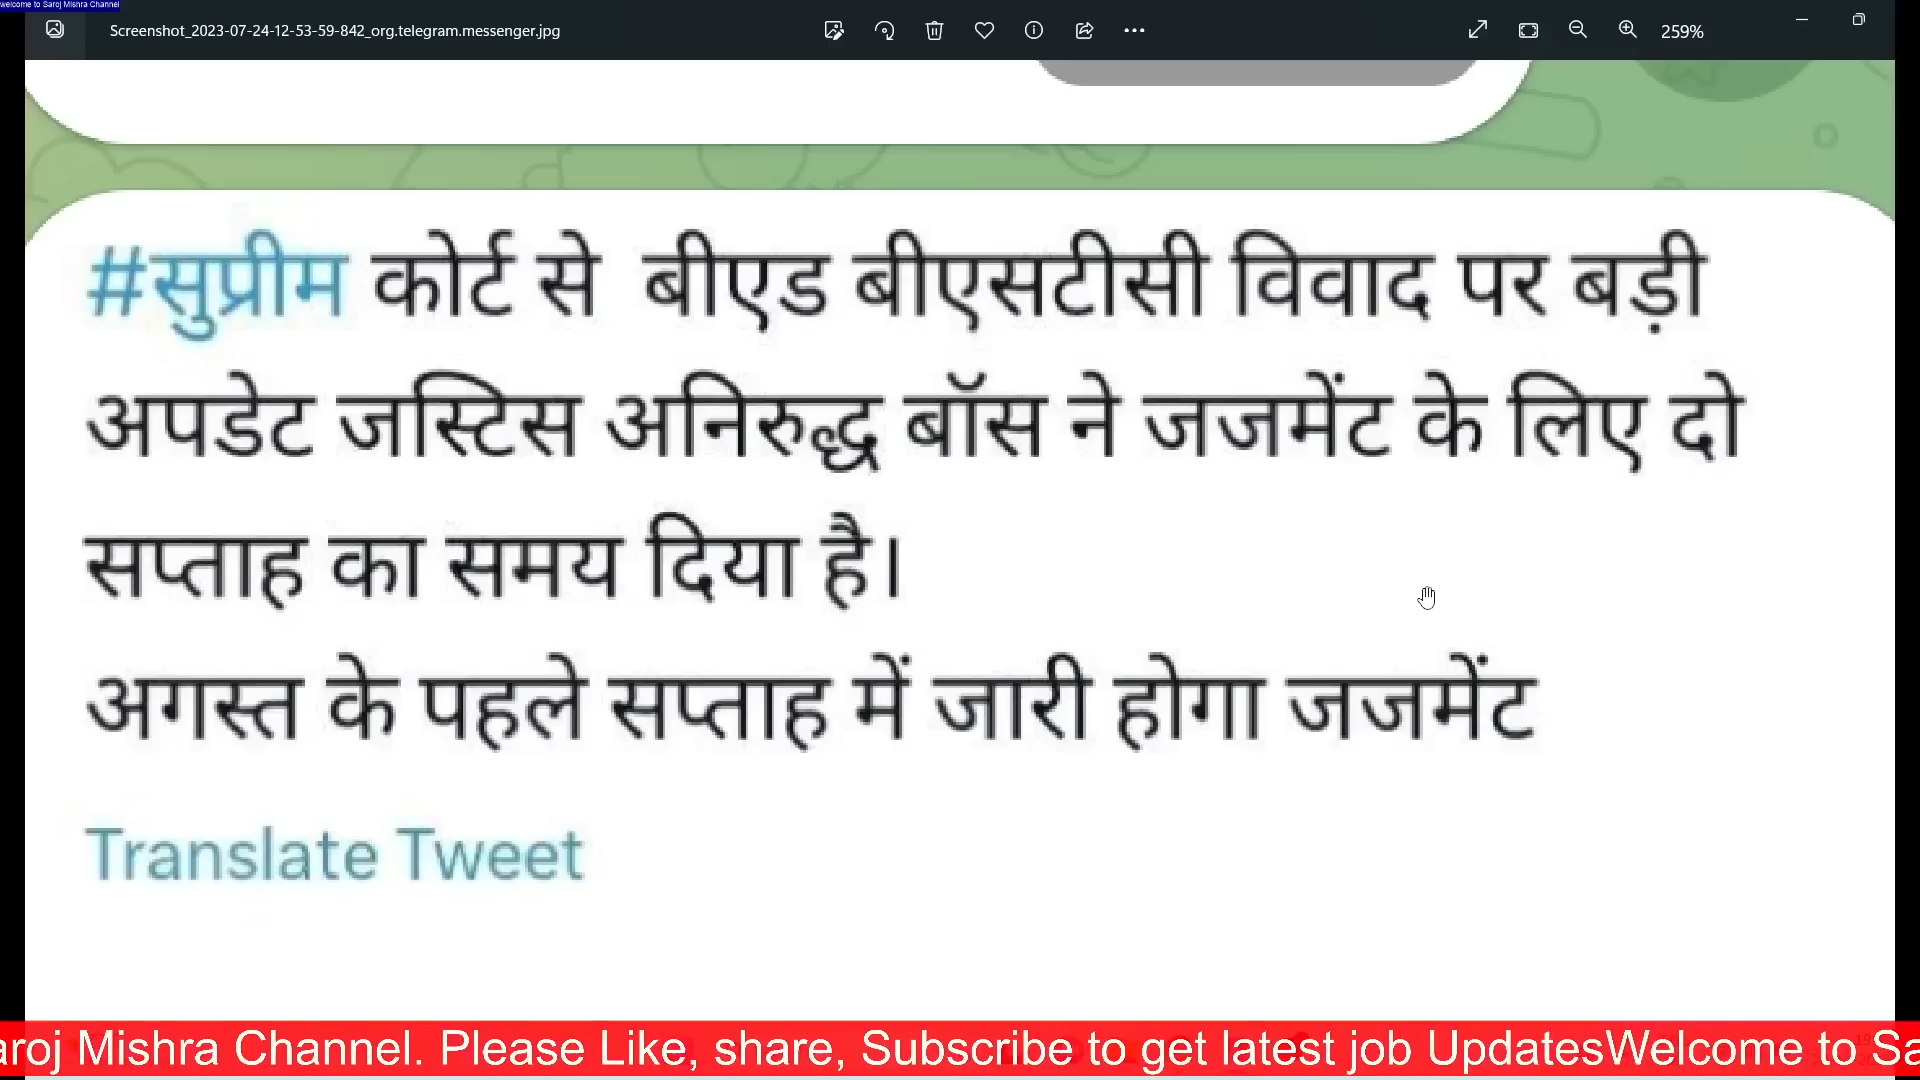 welcome to Saroj Mishra Channel
Screenshot_2023-07-24-12-53-59-842_org.telegram.messenger.jpg
259%
#सुप्रीम कोर्ट से बीएड बीएसटीसी विवाद पर बड़ी
अपडेट जस्टिस अनिरुद्ध बॉस ने जजमेंट के लिए दो
सप्ताह का समय दिया है।
अगस्त के पहले सप्ताह में जारी होगा जजमेंट
Translate Tweet
aroj Mishra Channel. Please Like, share, Subscribe to get latest job UpdatesWelcome to Sa